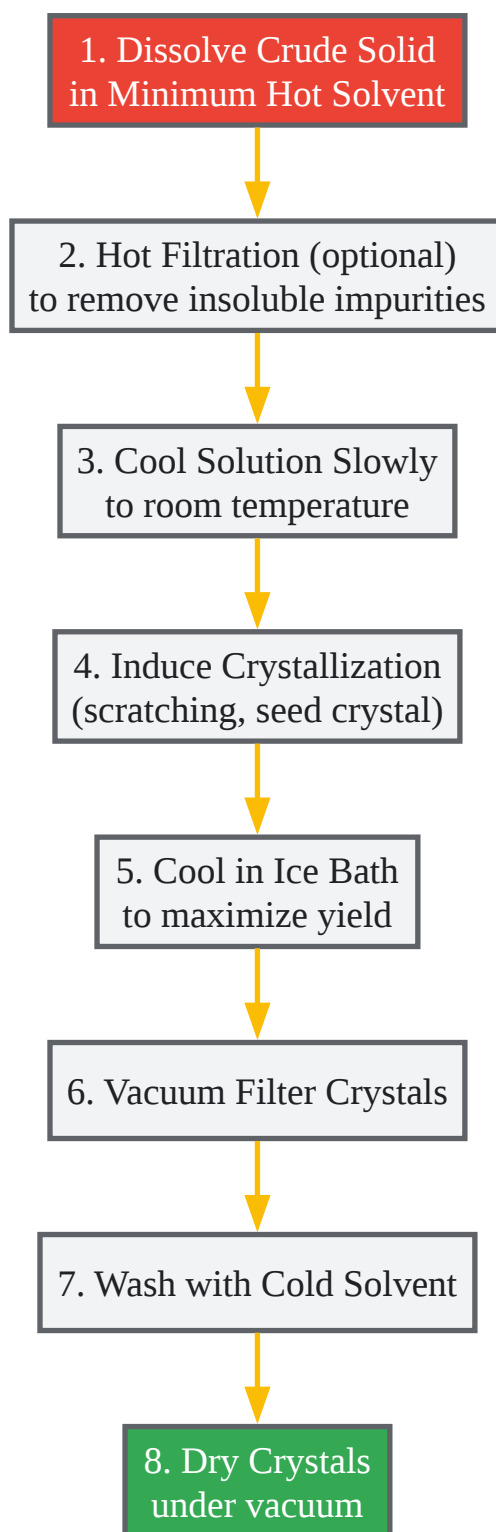 1. Dissolve Crude Solid
in Minimum Hot Solvent
2. Hot Filtration (optional)
to remove insoluble impurities
3. Cool Solution Slowly
to room temperature
4. Induce Crystallization
(scratching, seed crystal)
5. Cool in Ice Bath
to maximize yield
6. Vacuum Filter Crystals
7. Wash with Cold Solvent
8. Dry Crystals
under vacuum